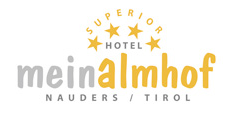 SUPERIOR
HOTEL
meinalmhof
NAUDERS / TIROL